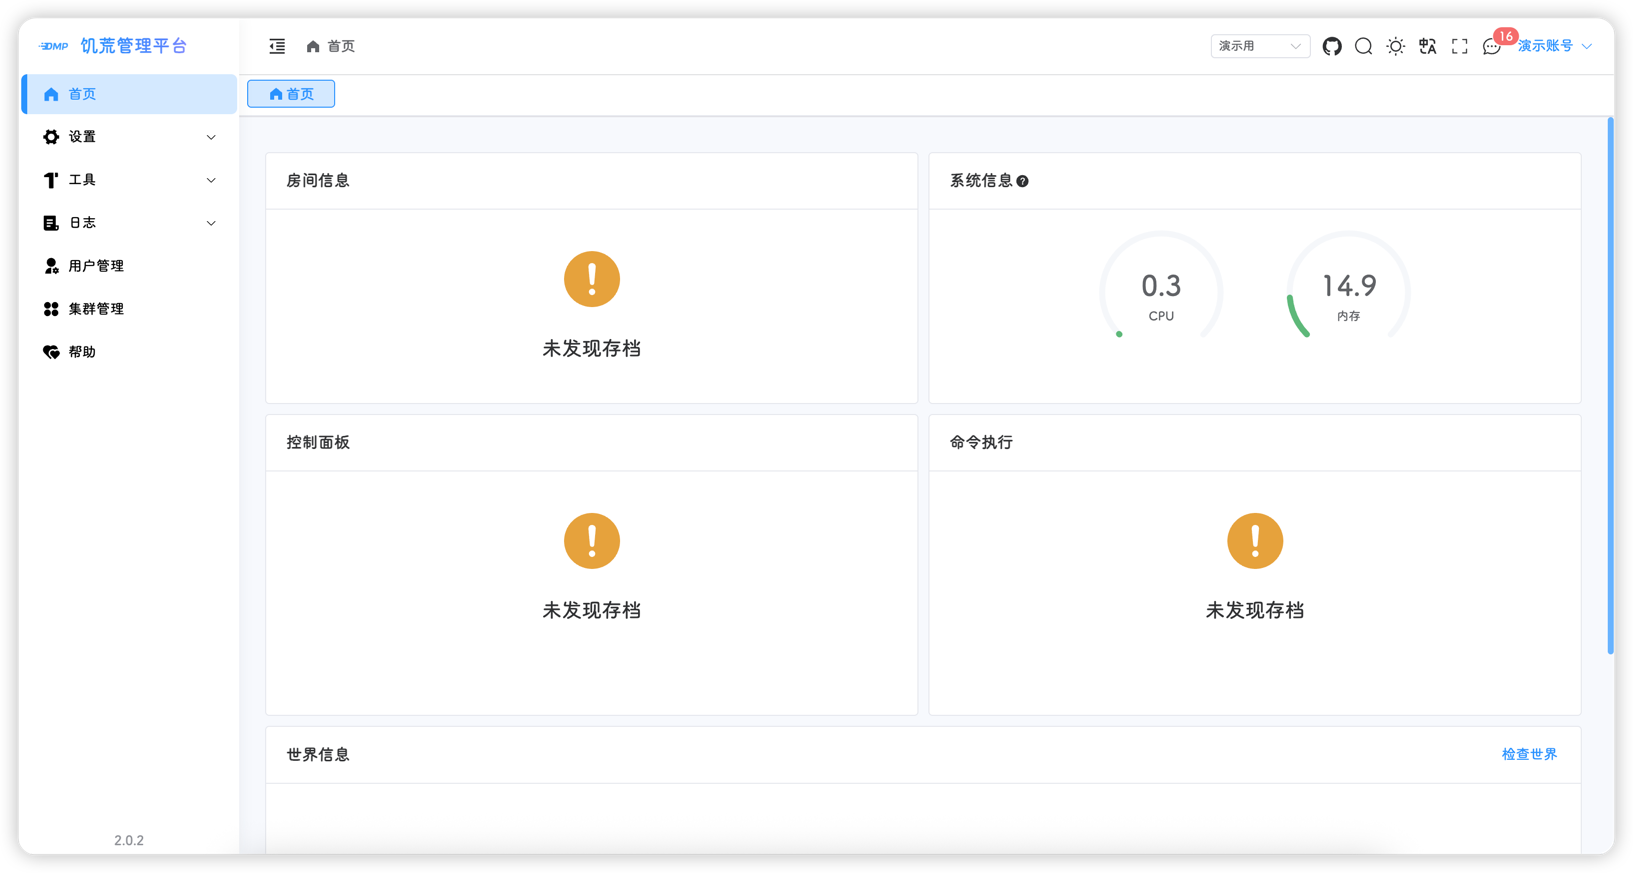 DMP 饥荒管理平台
首页
演示用
16
演示账号
首页
首页
设置
工具
日志
用户管理
集群管理
帮助
2.0.2
房间信息
未发现存档
系统信息
0.3
CPU
14.9
内存
控制面板
未发现存档
命令执行
未发现存档
世界信息
检查世界